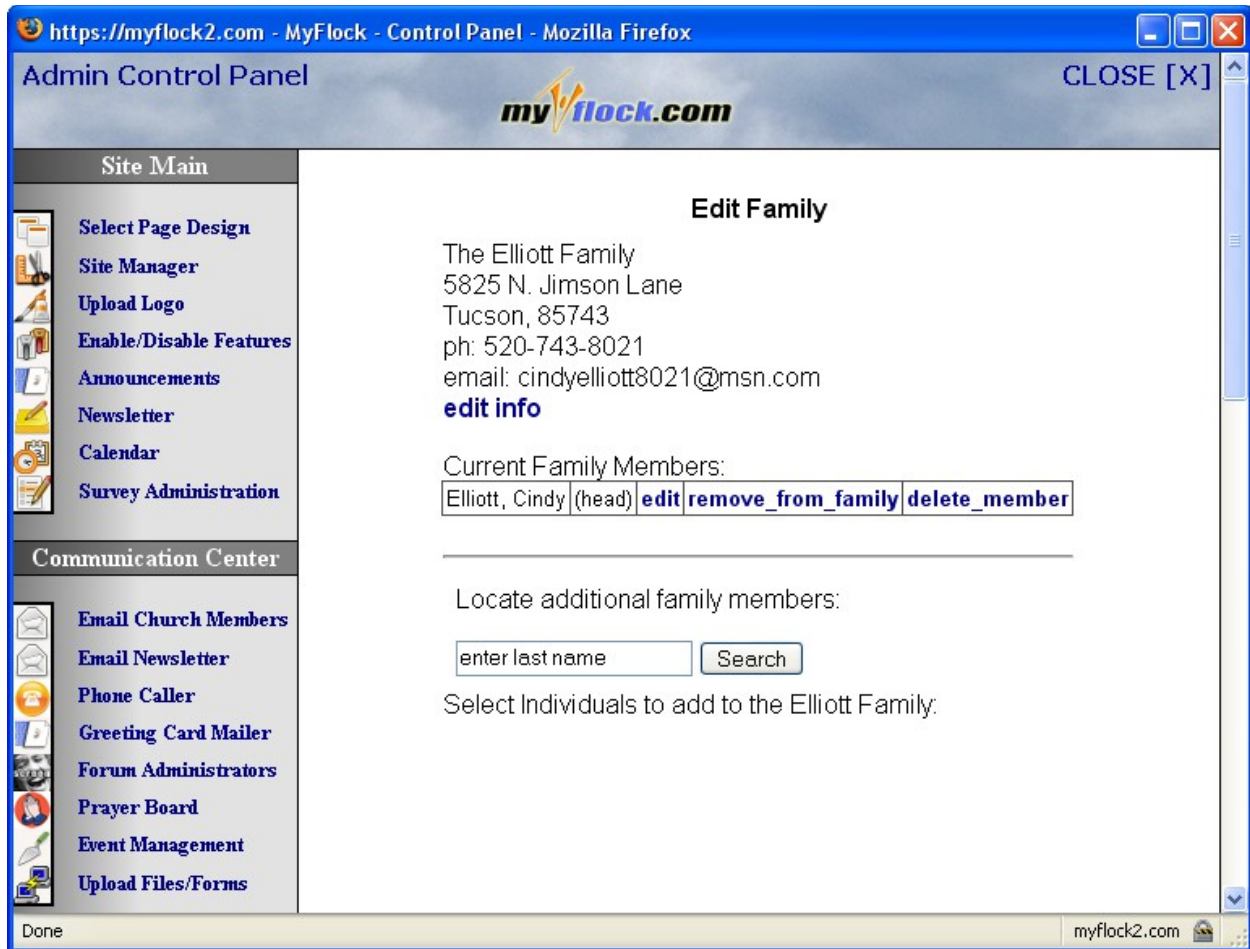 https://myflock2.com - MyFlock - Control Panel - Mozilla Firefox
Admin Control Panel
myflock.com
CLOSE [X]
Site Main
Select Page Design
Site Manager
Upload Logo
Enable/Disable Features
Announcements
Newsletter
Calendar
Survey Administration
Communication Center
Email Church Members
Email Newsletter
Phone Caller
Greeting Card Mailer
Forum Administrators
Prayer Board
Event Management
Upload Files/Forms
Edit Family
The Elliott Family
5825 N. Jimson Lane
Tucson, 85743
ph: 520-743-8021
email: cindyelliott8021@msn.com
edit info
Current Family Members:
Elliott, Cindy (head) edit remove_from_family delete_member
Locate additional family members:
enter last name Search
Select Individuals to add to the Elliott Family:
Done
myflock2.com